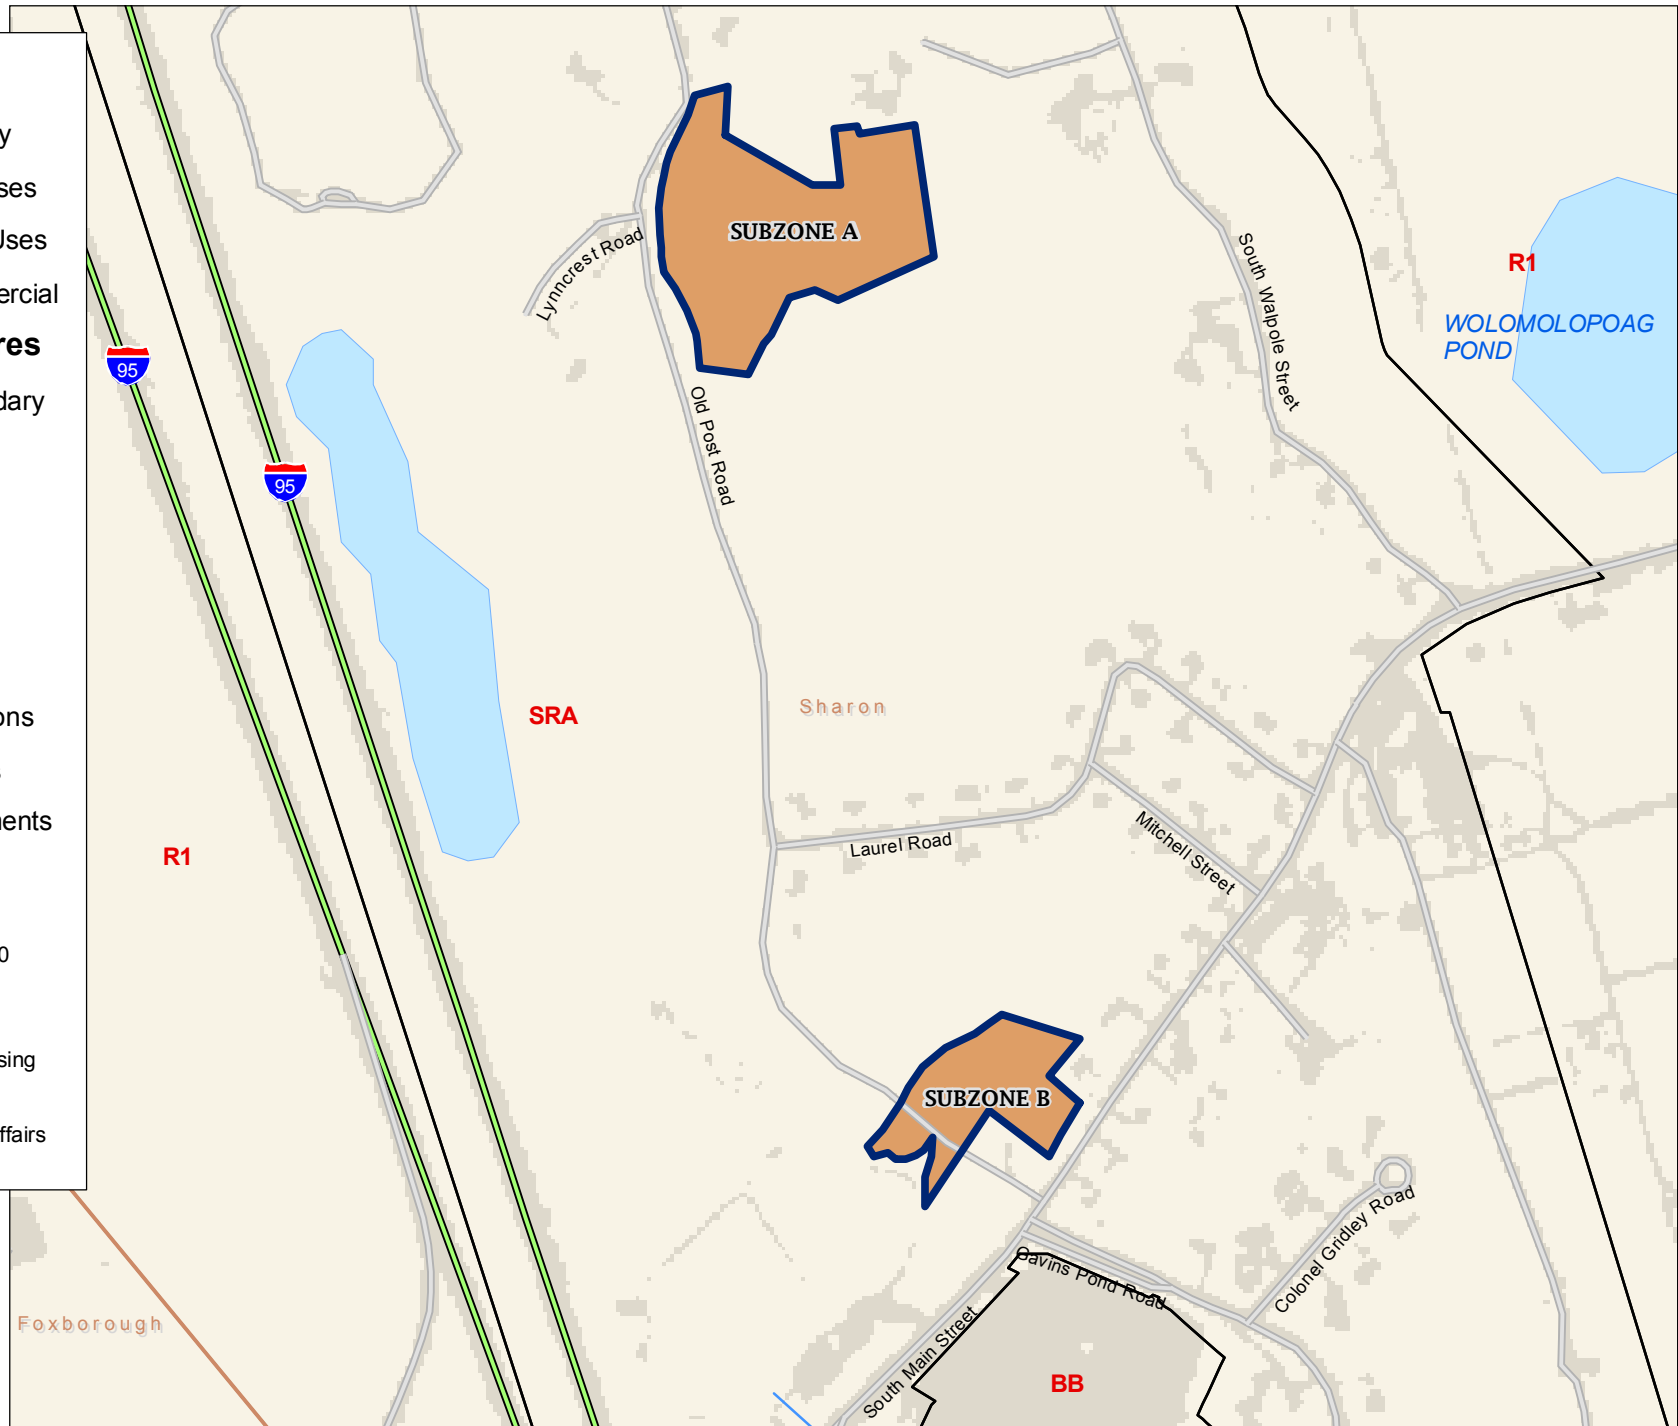 y
ses
Uses
ercial
res
dary
ons
s
nents
0
sing
ffairs
95
95
SUBZONE A
Lynncrest Road
Old Post Road
South Walpole Street
R1
WOLOMOLOPOAG
POND
SRA
Sharon
R1
Laurel Road
Mitchell Street
SUBZONE B
Gavins Pond Road
Colonel Gridley Road
South Main Street
BB
Foxborough